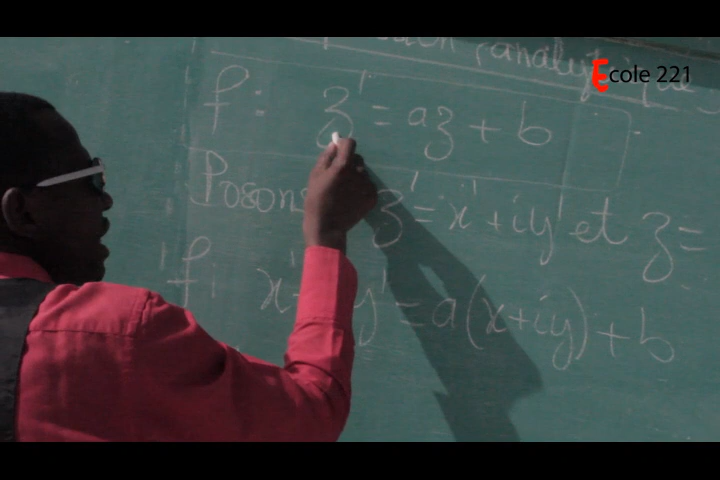 (analytique
Ecole 221
f: z' = az + b
Posons z' = x' + iy' et z =
f: x' + iy' = a(x+iy) + b